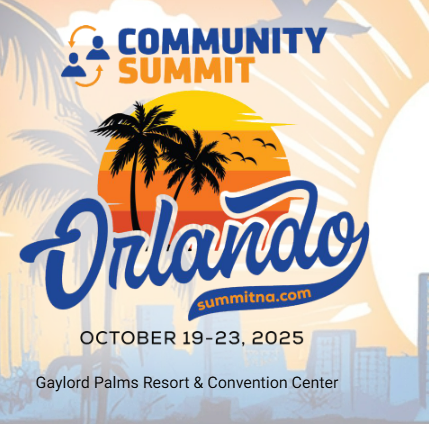 COMMUNITY
SUMMIT
Orlando
summitna.com
OCTOBER 19-23, 2025
Gaylord Palms Resort & Convention Center